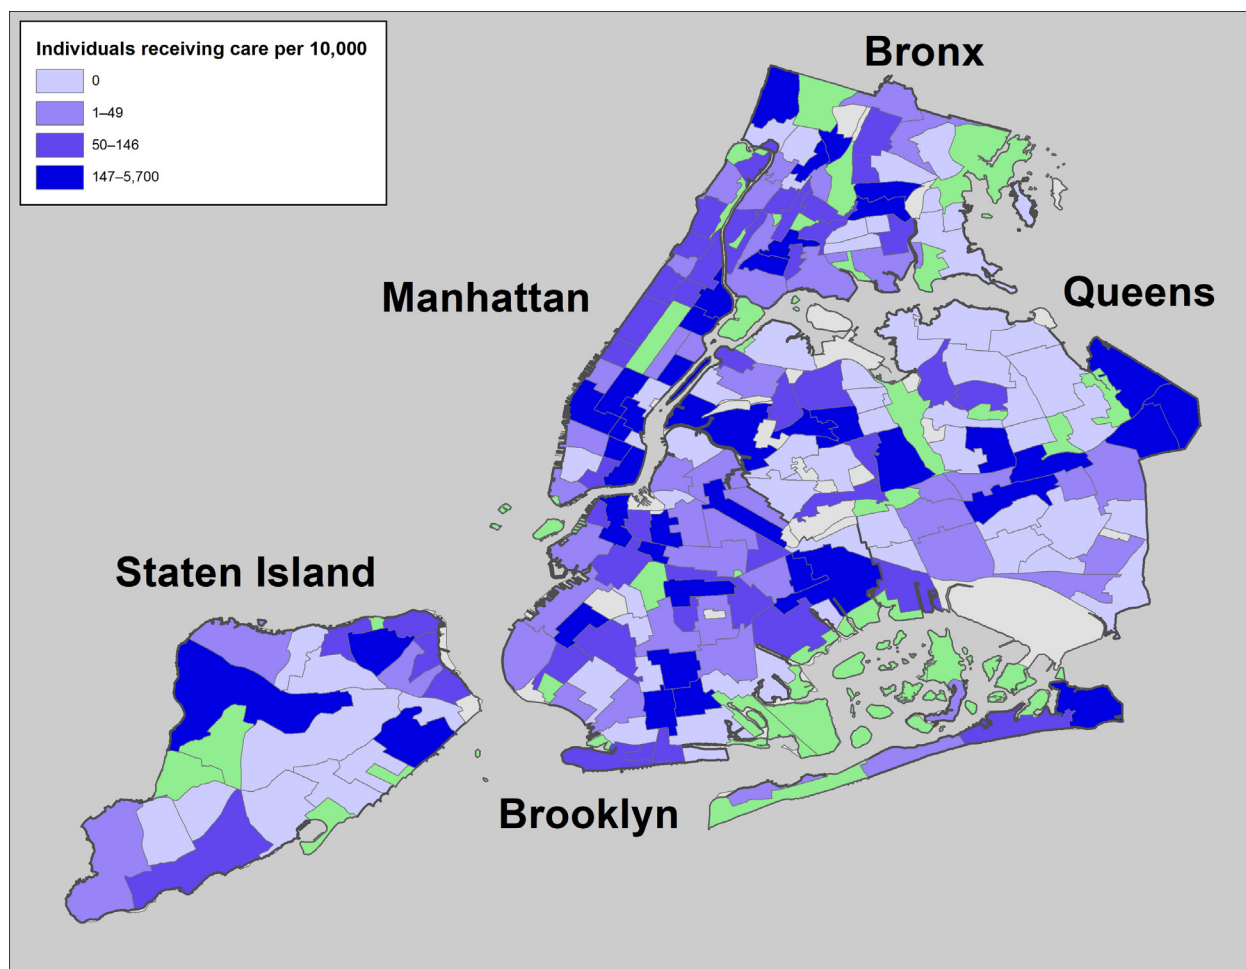 Individuals receiving care per 10,000
0
1–49
50–146
147–5,700
Bronx
Manhattan
Queens
Staten Island
Brooklyn